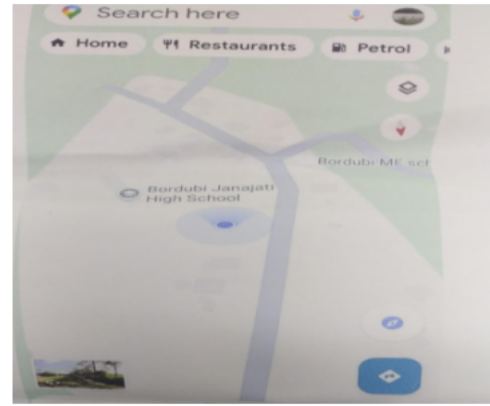 Search here
Home Restaurants Petrol
Bordubi ME sch
Bordubi Janajati
High School